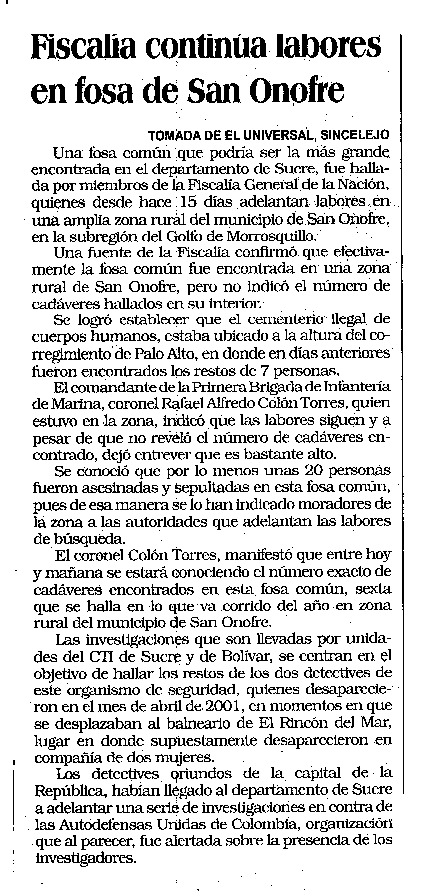 Fiscalía continúa labores
en fosa de San Onofre
TOMADA DE EL UNIVERSAL, SINCELEJO
Una fosa común que podría ser la más grande
encontrada en el departamento de Sucre, fue halla-
da por miembros de la Fiscalía General de la Nación,
quienes desde hace 15 días adelantan labores en
una amplia zona rural del municipio de San Onofre,
en la subregión del Golfo de Morrosquillo.
Una fuente de la Fiscalía confirmó que efectiva-
mente la fosa común fue encontrada en una zona
rural de San Onofre, pero no indicó el número de
cadáveres hallados en su interior.
Se logró establecer que el cementerio ilegal de
cuerpos humanos, estaba ubicado a la altura del co-
rregimiento de Palo Alto, en donde en días anteriores
fueron encontrados los restos de 7 personas.
El comandante de la Primera Brigada de Infantería
de Marina, coronel Rafael Alfredo Colón Torres, quien
estuvo en la zona, indicó que las labores siguen y a
pesar de que no reveló el número de cadáveres en-
contrado, dejó entrever que es bastante alto.
Se conoció que por lo menos unas 20 personas
fueron asesinadas y sepultadas en esta fosa común,
pues de esa manera se lo han indicado moradores de
la zona a las autoridades que adelantan las labores
de búsqueda.
El coronel Colón Torres, manifestó que entre hoy
y mañana se estará conociendo el número exacto de
cadáveres encontrados en esta fosa común, sexta
que se halla en lo que va corrido del año en zona
rural del municipio de San Onofre.
Las investigaciones que son llevadas por unida-
des del CTI de Sucre y de Bolívar, se centran en el
objetivo de hallar los restos de los dos detectives de
este organismo de seguridad, quienes desaparecie-
ron en el mes de abril de 2001, en momentos en que
se desplazaban al balneario de El Rincón del Mar,
lugar en donde supuestamente desaparecieron en
compañía de dos mujeres.
Los detectives oriundos de la capital de la
República, habían llegado al departamento de Sucre
a adelantar una serie de investigaciones en contra de
las Autodefensas Unidas de Colombia, organización
que al parecer, fue alertada sobre la presencia de los
investigadores.